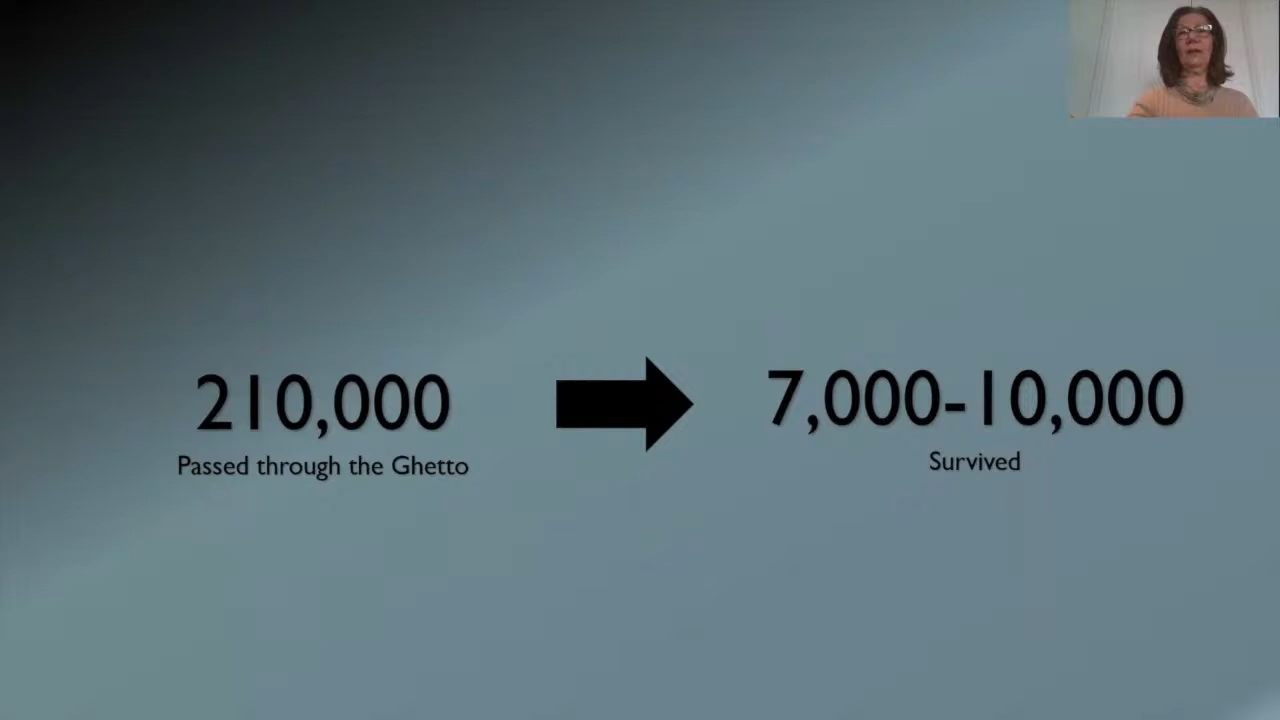 210,000
Passed through the Ghetto
7,000-10,000
Survived